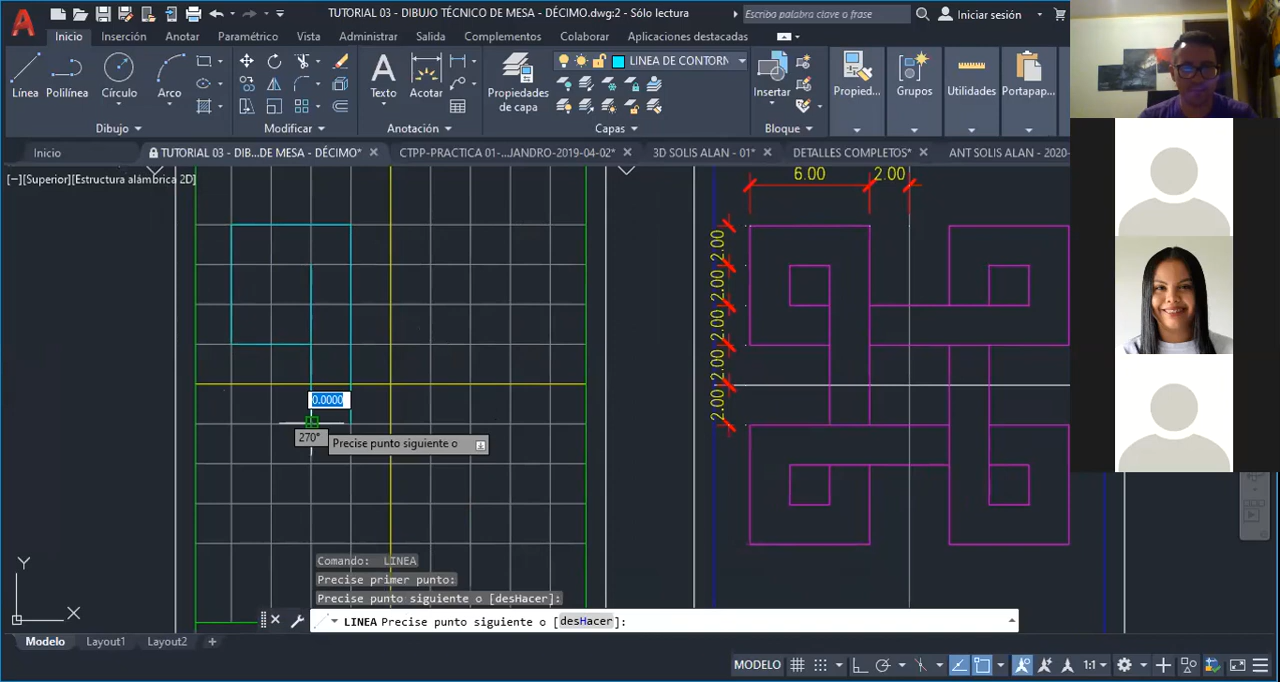 TUTORIAL 03 - DIBUJO TÉCNICO DE MESA - DÉCIMO.dwg:2 - Sólo lectura
Escriba palabra clave o frase
Iniciar sesión
Inicio
Inserción
Anotar
Paramétrico
Vista
Administrar
Salida
Complementos
Colaborar
Aplicaciones destacadas
Línea
Polilínea
Círculo
Arco
Texto
Acotar
Propiedades
de capa
LINEA DE CONTORN
Insertar
Propied...
Grupos
Utilidades
Portapap...
Dibujo
Modificar
Anotación
Capas
Bloque
Inicio
TUTORIAL 03 - DIB...DE MESA - DÉCIMO*
CTPP-PRACTICA 01-...JANDRO-2019-04-02*
3D SOLIS ALAN - 01*
DETALLES COMPLETOS*
ANT SOLIS ALAN - 2020-
[−][Superior][Estructura alámbrica 2D]
6.00
2.00
2.00
2.00
2.00
2.00
2.00
0.0000
270°
Precise punto siguiente o
Comando: LINEA
Precise primer punto:
Precise punto siguiente o [desHacer]:
LINEA Precise punto siguiente o [desHacer]:
Y
X
Modelo
Layout1
Layout2
+
MODELO
1:1